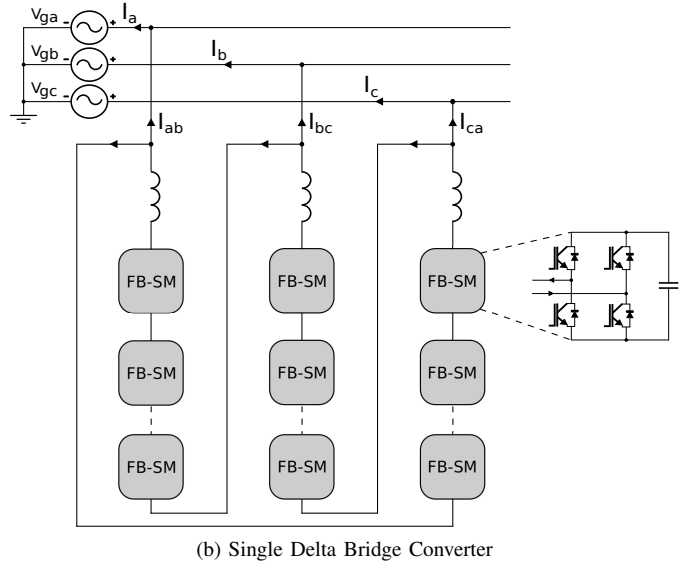 Vga - + Ia
Vgb - + Ib
Vgc - + Ic
Iab Ibc Ica
FB-SM FB-SM FB-SM
FB-SM FB-SM FB-SM
FB-SM FB-SM FB-SM
(b) Single Delta Bridge Converter